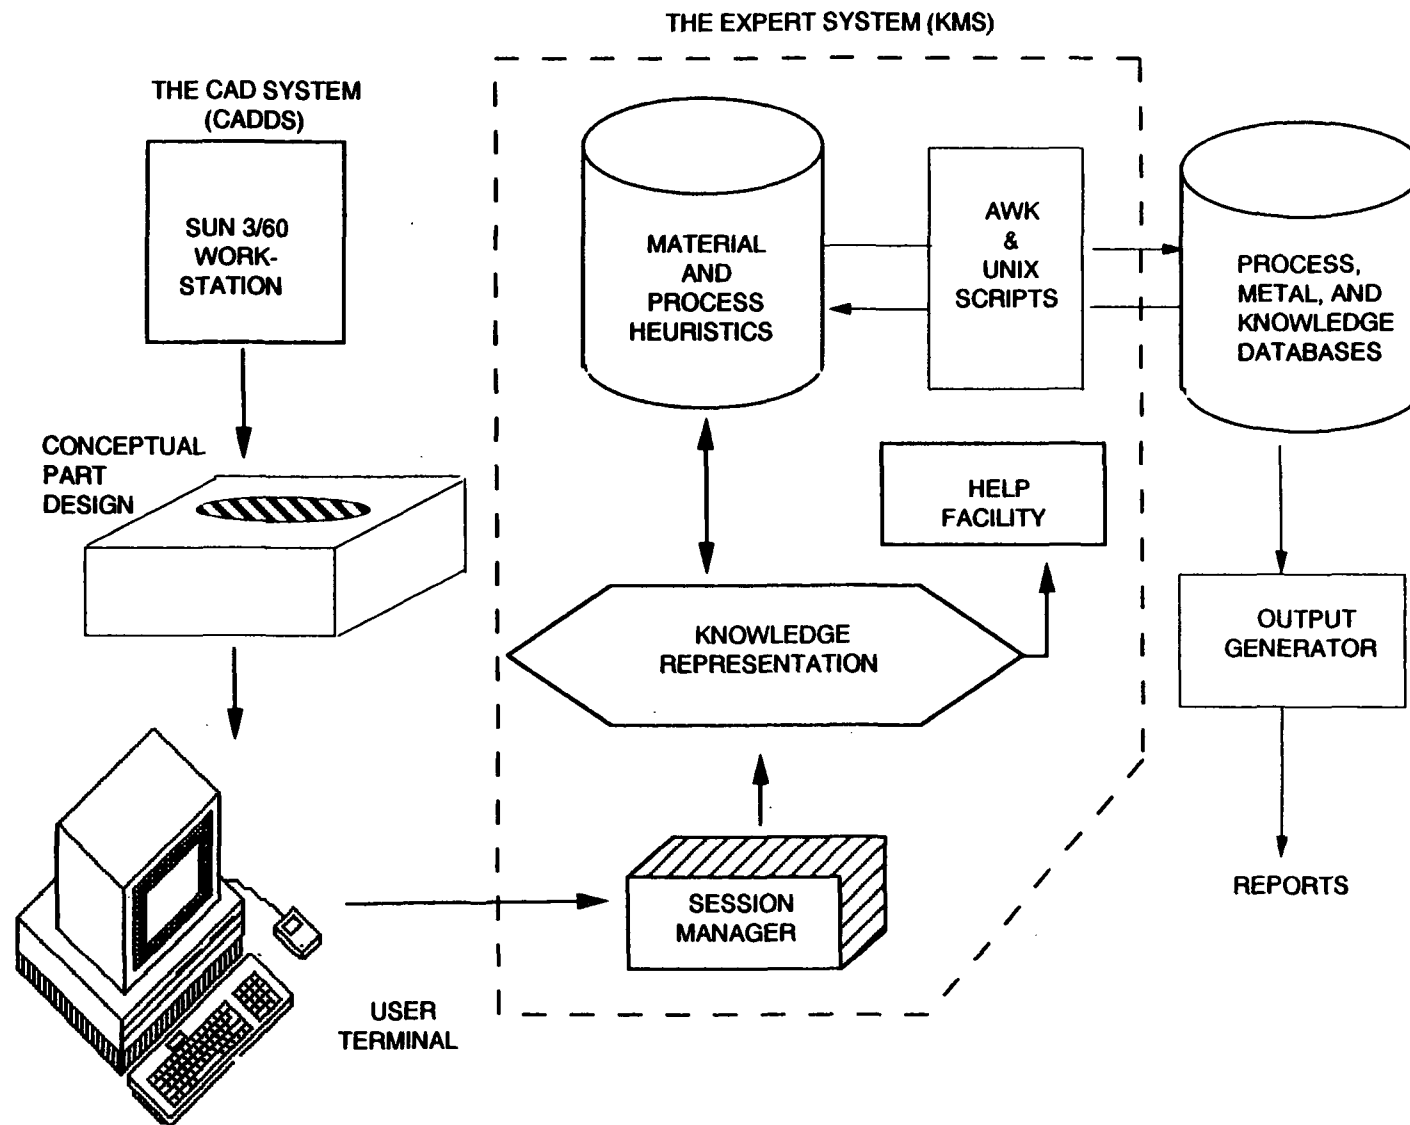 THE EXPERT SYSTEM (KMS)
THE CAD SYSTEM
(CADDS)
SUN 3/60
WORK-
STATION
MATERIAL
AND
PROCESS
HEURISTICS
AWK
&
UNIX
SCRIPTS
PROCESS,
METAL, AND
KNOWLEDGE
DATABASES
CONCEPTUAL
PART
DESIGN
HELP
FACILITY
KNOWLEDGE
REPRESENTATION
OUTPUT
GENERATOR
SESSION
MANAGER
REPORTS
USER
TERMINAL